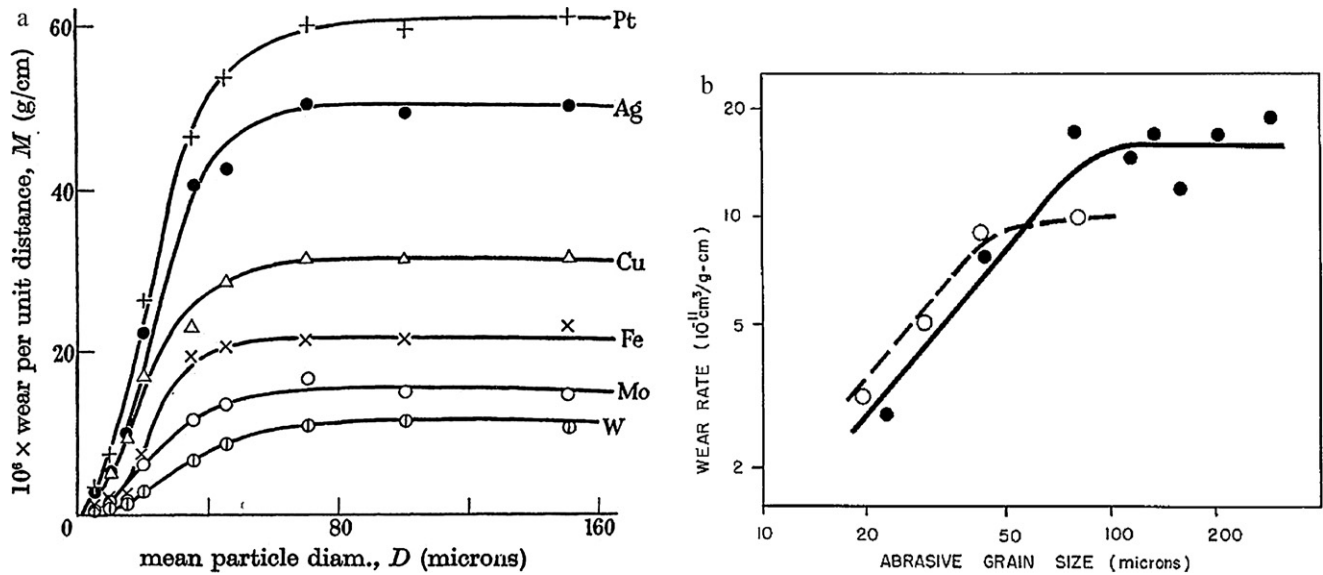 a
10⁶ × wear per unit distance, M (g/cm)
60
40
20
0
40
80
120
160
mean particle diam., D (microns)
Pt
Ag
Cu
Fe
Mo
W
b
WEAR RATE (10⁻¹¹cm³/g-cm)
20
10
5
2
10
20
50
100
200
ABRASIVE GRAIN SIZE (microns)